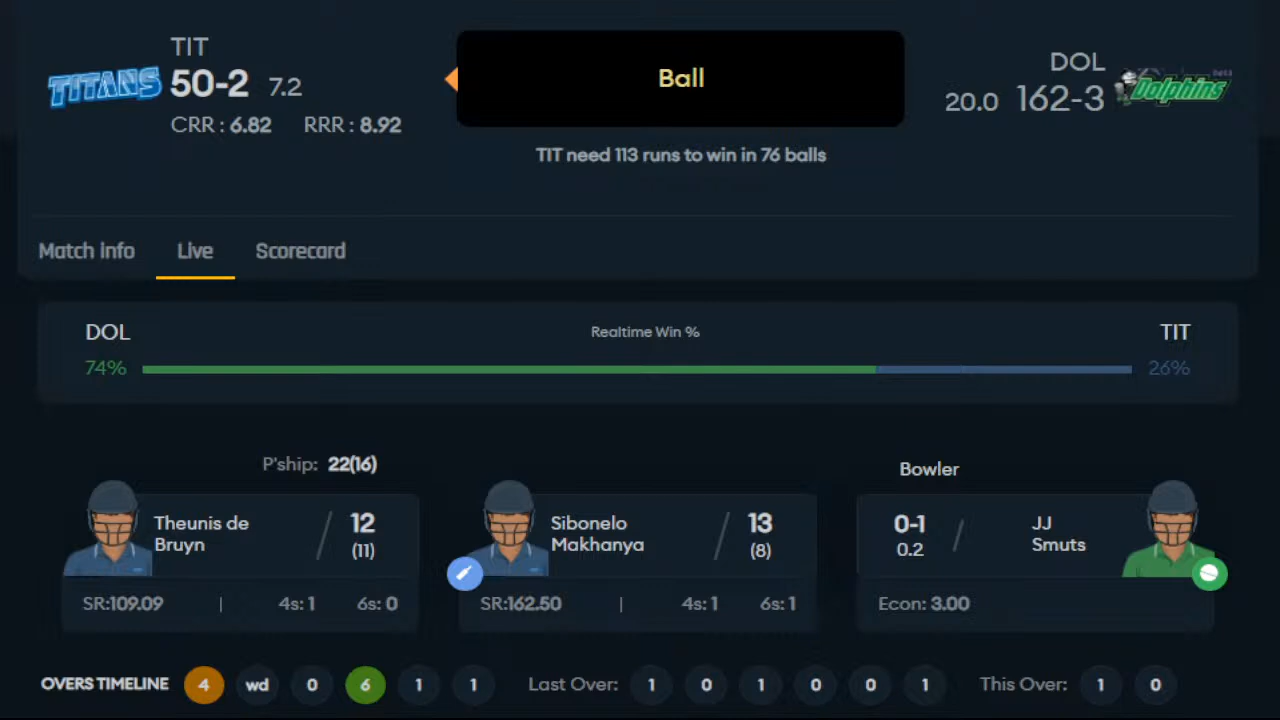 TIT
TITANS
50-2 7.2
CRR : 6.82 RRR : 8.92
Ball
TIT need 113 runs to win in 76 balls
DOL
20.0 162-3
Dolphins
Match info Live Scorecard
DOL Realtime Win % TIT
74% 26%
P'ship: 22(16)
Theunis de Bruyn / 12
(11)
SR:109.09 | 4s: 1 6s: 0
Sibonelo Makhanya / 13
(8)
SR:162.50 | 4s: 1 6s: 1
Bowler
0-1 / JJ Smuts
0.2
Econ: 3.00
OVERS TIMELINE 4 wd 0 6 1 1 Last Over: 1 0 1 0 0 1 This Over: 1 0